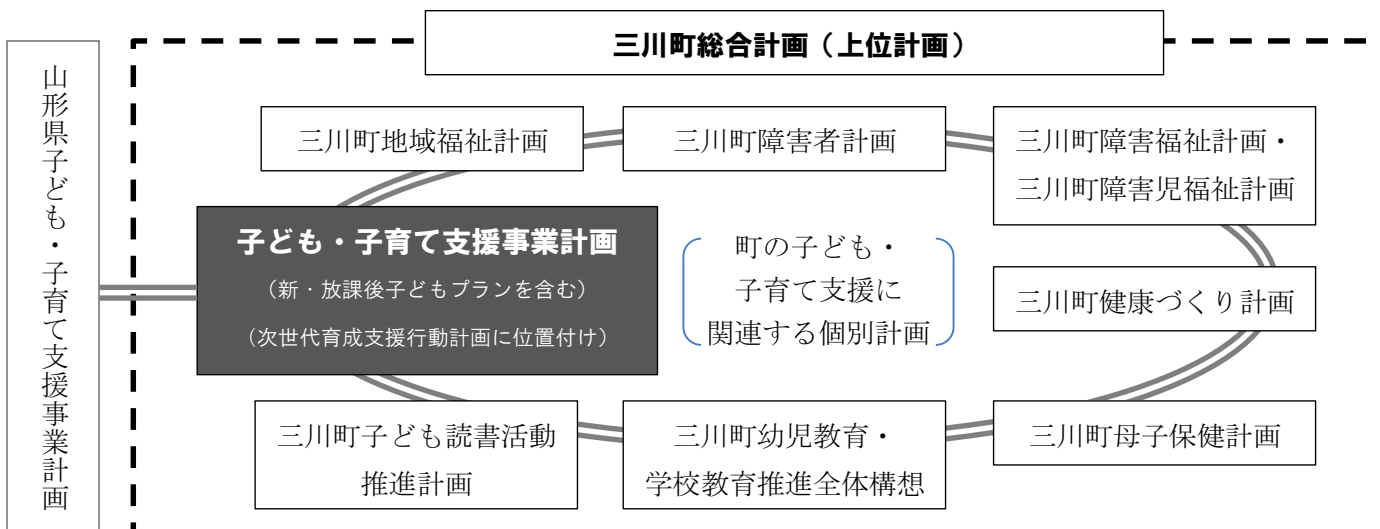 三川町総合計画（上位計画）
山形県子ども・子育て支援事業計画
三川町地域福祉計画
三川町障害者計画
三川町障害福祉計画・
三川町障害児福祉計画
子ども・子育て支援事業計画
（新・放課後子どもプランを含む）
（次世代育成支援行動計画に位置付け）
町の子ども・
子育て支援に
関連する個別計画
三川町健康づくり計画
三川町子ども読書活動
推進計画
三川町幼児教育・
学校教育推進全体構想
三川町母子保健計画